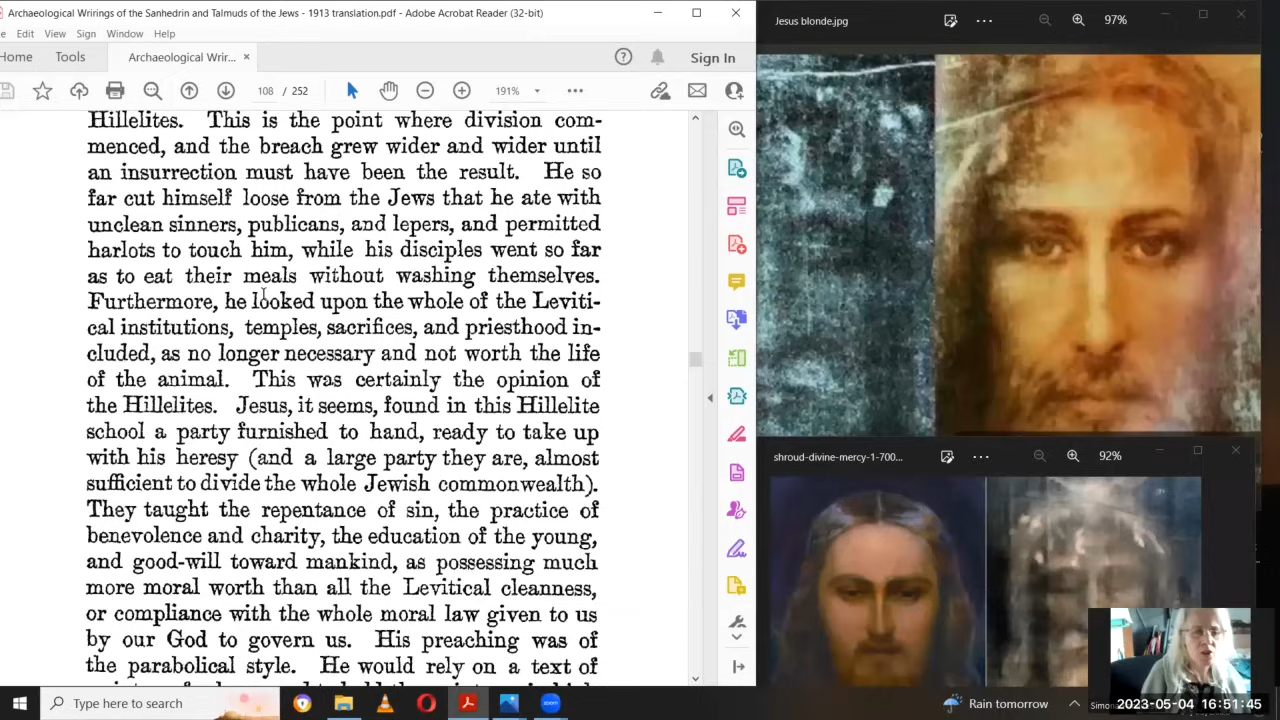 Archaeological Wrirings of the Sanhedrin and Talmuds of the Jews - 1913 translation.pdf - Adobe Acrobat Reader (32-bit)
Edit View Sign Window Help
Home Tools Archaeological Wrir... × Sign In
108 / 252 191%
Hillelites. This is the point where division com-
menced, and the breach grew wider and wider until
an insurrection must have been the result. He so
far cut himself loose from the Jews that he ate with
unclean sinners, publicans, and lepers, and permitted
harlots to touch him, while his disciples went so far
as to eat their meals without washing themselves.
Furthermore, he looked upon the whole of the Leviti-
cal institutions, temples, sacrifices, and priesthood in-
cluded, as no longer necessary and not worth the life
of the animal. This was certainly the opinion of
the Hillelites. Jesus, it seems, found in this Hillelite
school a party furnished to hand, ready to take up
with his heresy (and a large party they are, almost
sufficient to divide the whole Jewish commonwealth).
They taught the repentance of sin, the practice of
benevolence and charity, the education of the young,
and good-will toward mankind, as possessing much
more moral worth than all the Levitical cleanness,
or compliance with the whole moral law given to us
by our God to govern us. His preaching was of
the parabolical style. He would rely on a text of
Jesus blonde.jpg 97%
shroud-divine-mercy-1-700... 92%
Type here to search
Rain tomorrow
Simona
2023-05-04 16:51:45